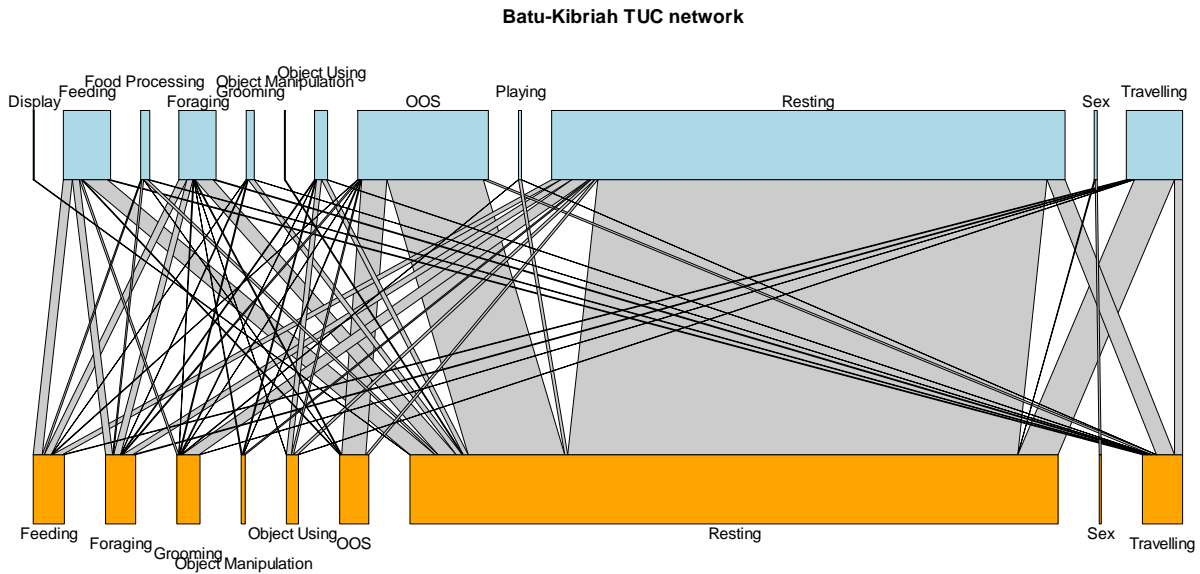 Batu-Kibriah TUC network
Display
Feeding
Food Processing
Foraging
Grooming
Object Manipulation
Object Using
OOS
Playing
Resting
Sex
Travelling
Feeding
Foraging
Grooming
Object Manipulation
Object Using
OOS
Resting
Sex
Travelling